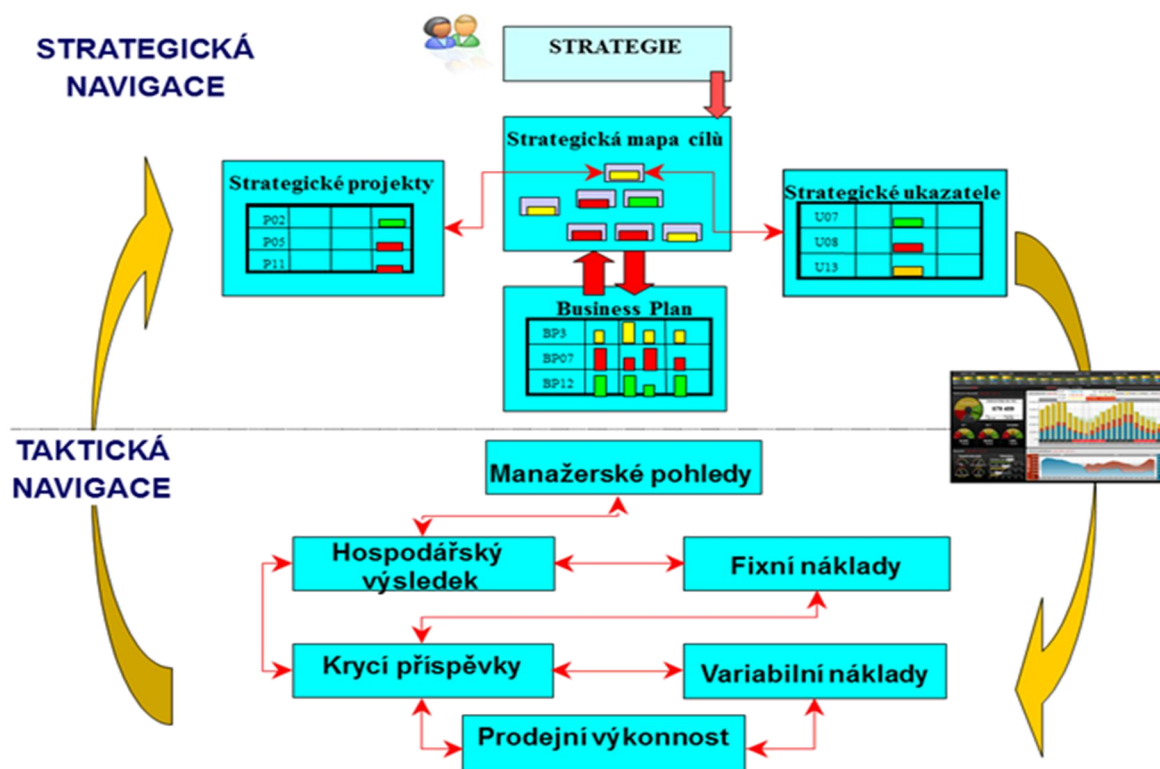 STRATEGICKÁ
NAVIGACE
STRATEGIE
Strategická mapa cílù
Strategické projekty
P02
P05
P11
Strategické ukazatele
U07
U08
U13
Business Plan
BP3
BP07
BP12
TAKTICKÁ
NAVIGACE
Manažerské pohledy
Hospodářský
výsledek
Fixní náklady
Krycí příspěvky
Variabilní náklady
Prodejní výkonnost